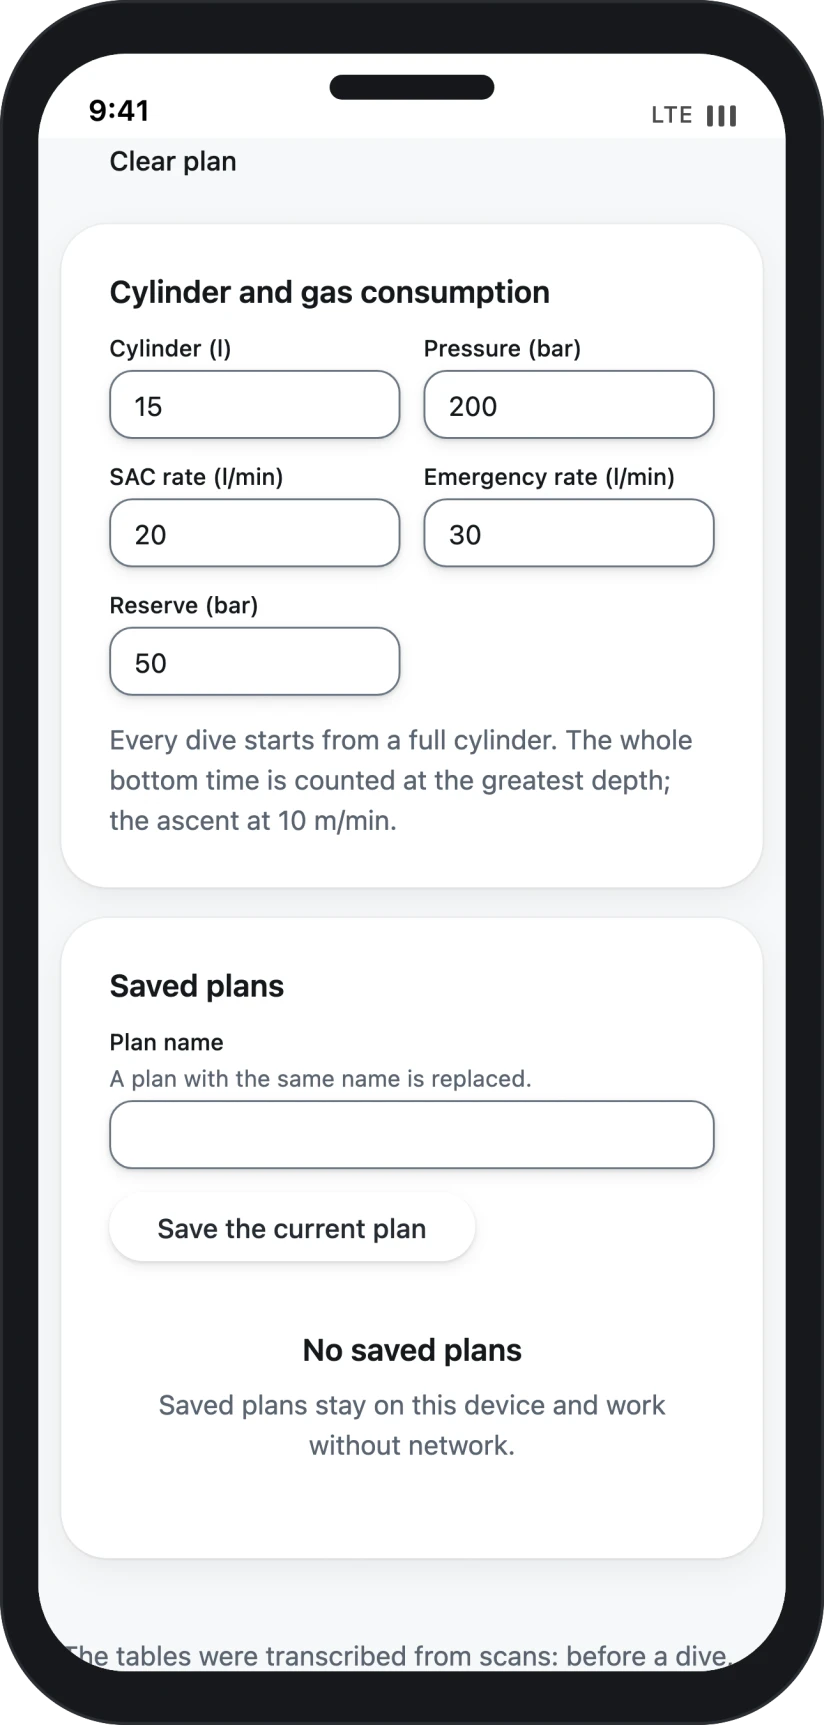 9:41
LTE
Clear plan
Cylinder and gas consumption
Cylinder (l)
Pressure (bar)
15
200
SAC rate (l/min)
Emergency rate (l/min)
20
30
Reserve (bar)
50
Every dive starts from a full cylinder. The whole
bottom time is counted at the greatest depth;
the ascent at 10 m/min.
Saved plans
Plan name
A plan with the same name is replaced.
Save the current plan
No saved plans
Saved plans stay on this device and work
without network.
The tables were transcribed from scans: before a dive,